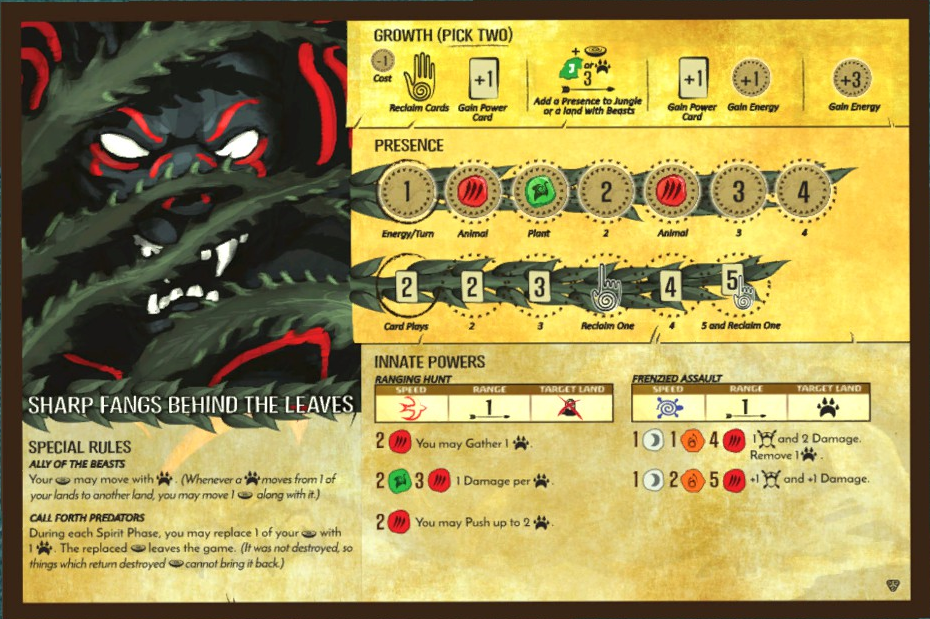 GROWTH (PICK TWO)
-1
Cost
Reclaim Cards
+1
Gain Power
Card
+
or
3
Add a Presence to Jungle
or a land with Beasts
+1
Gain Power
Card
+1
Gain Energy
+3
Gain Energy
PRESENCE
1 2 3 4
Energy/Turn Animal Plant 2 Animal 3 4
2 2 3 4 5
Card Plays 2 3 Reclaim One 4 5 and Reclaim One
INNATE POWERS
RANGING HUNT
SPEED RANGE TARGET LAND
1
2 You may Gather 1 .
2 3 1 Damage per .
2 You may Push up to 2 .
FRENZIED ASSAULT
SPEED RANGE TARGET LAND
1
1 1 4 1 and 2 Damage.
Remove 1 .
1 2 5 +1 and +1 Damage.
SHARP FANGS BEHIND THE LEAVES
SPECIAL RULES
ALLY OF THE BEASTS
Your may move with . (Whenever a moves from 1 of
your lands to another land, you may move 1 along with it.)
CALL FORTH PREDATORS
During each Spirit Phase, you may replace 1 of your with
1 . The replaced leaves the game. (It was not destroyed, so
things which return destroyed cannot bring it back.)